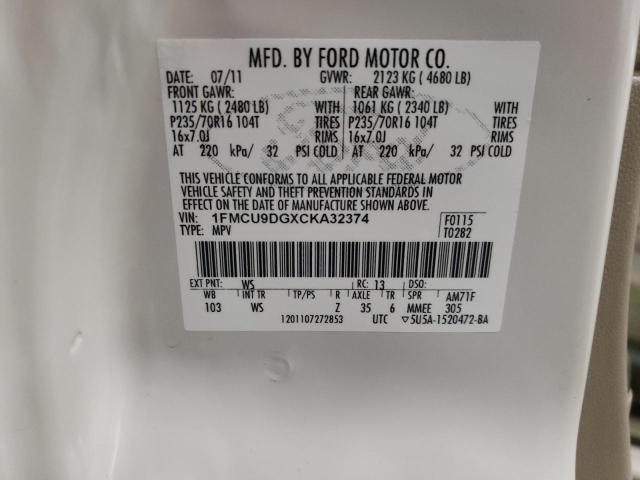 MFD. BY FORD MOTOR CO.
DATE: 07/11 GVWR: 2123 KG ( 4680 LB)
FRONT GAWR: REAR GAWR:
1125 KG ( 2480 LB) WITH 1061 KG ( 2340 LB) WITH
P235/70R16 104T TIRES P235/70R16 104T TIRES
16x7.0J RIMS 16x7.0J RIMS
AT 220 kPa/ 32 PSI COLD AT 220 kPa/ 32 PSI COLD
THIS VEHICLE CONFORMS TO ALL APPLICABLE FEDERAL MOTOR
VEHICLE SAFETY AND THEFT PREVENTION STANDARDS IN
EFFECT ON THE DATE OF MANUFACTURE SHOWN ABOVE.
VIN: 1FMCU9DGXCKA32374 F0115
TYPE: MPV T0282
EXT PNT: WS RC: 13 DSO:
WB INT TR TP/PS R AXLE TR SPR AM71F
103 WS Z 35 6 MMEE 305
1201107272853 UTC ▽5U5A-1520472-BA